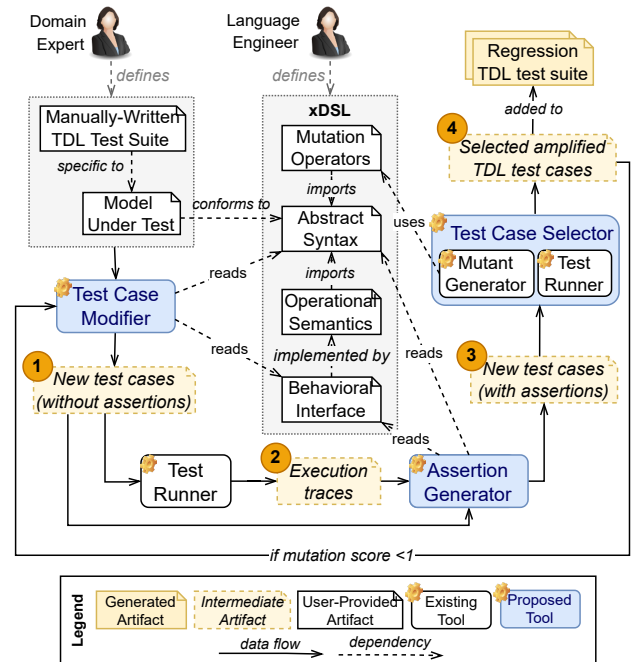 Domain
Expert
Language
Engineer
defines
defines
Manually-Written
TDL Test Suite
specific to
Model
Under Test
conforms to
xDSL
Mutation
Operators
imports
Abstract
Syntax
imports
Operational
Semantics
implemented by
Behavioral
Interface
Regression
TDL test suite
added to
4
Selected amplified
TDL test cases
uses
Test Case Selector
Mutant
Generator
Test
Runner
reads
Test Case
Modifier
reads
reads
reads
1
New test cases
(without assertions)
3
New test cases
(with assertions)
Test
Runner
2
Execution
traces
Assertion
Generator
if mutation score <1
Legend
Generated
Artifact
Intermediate
Artifact
User-Provided
Artifact
Existing
Tool
Proposed
Tool
data flow
dependency